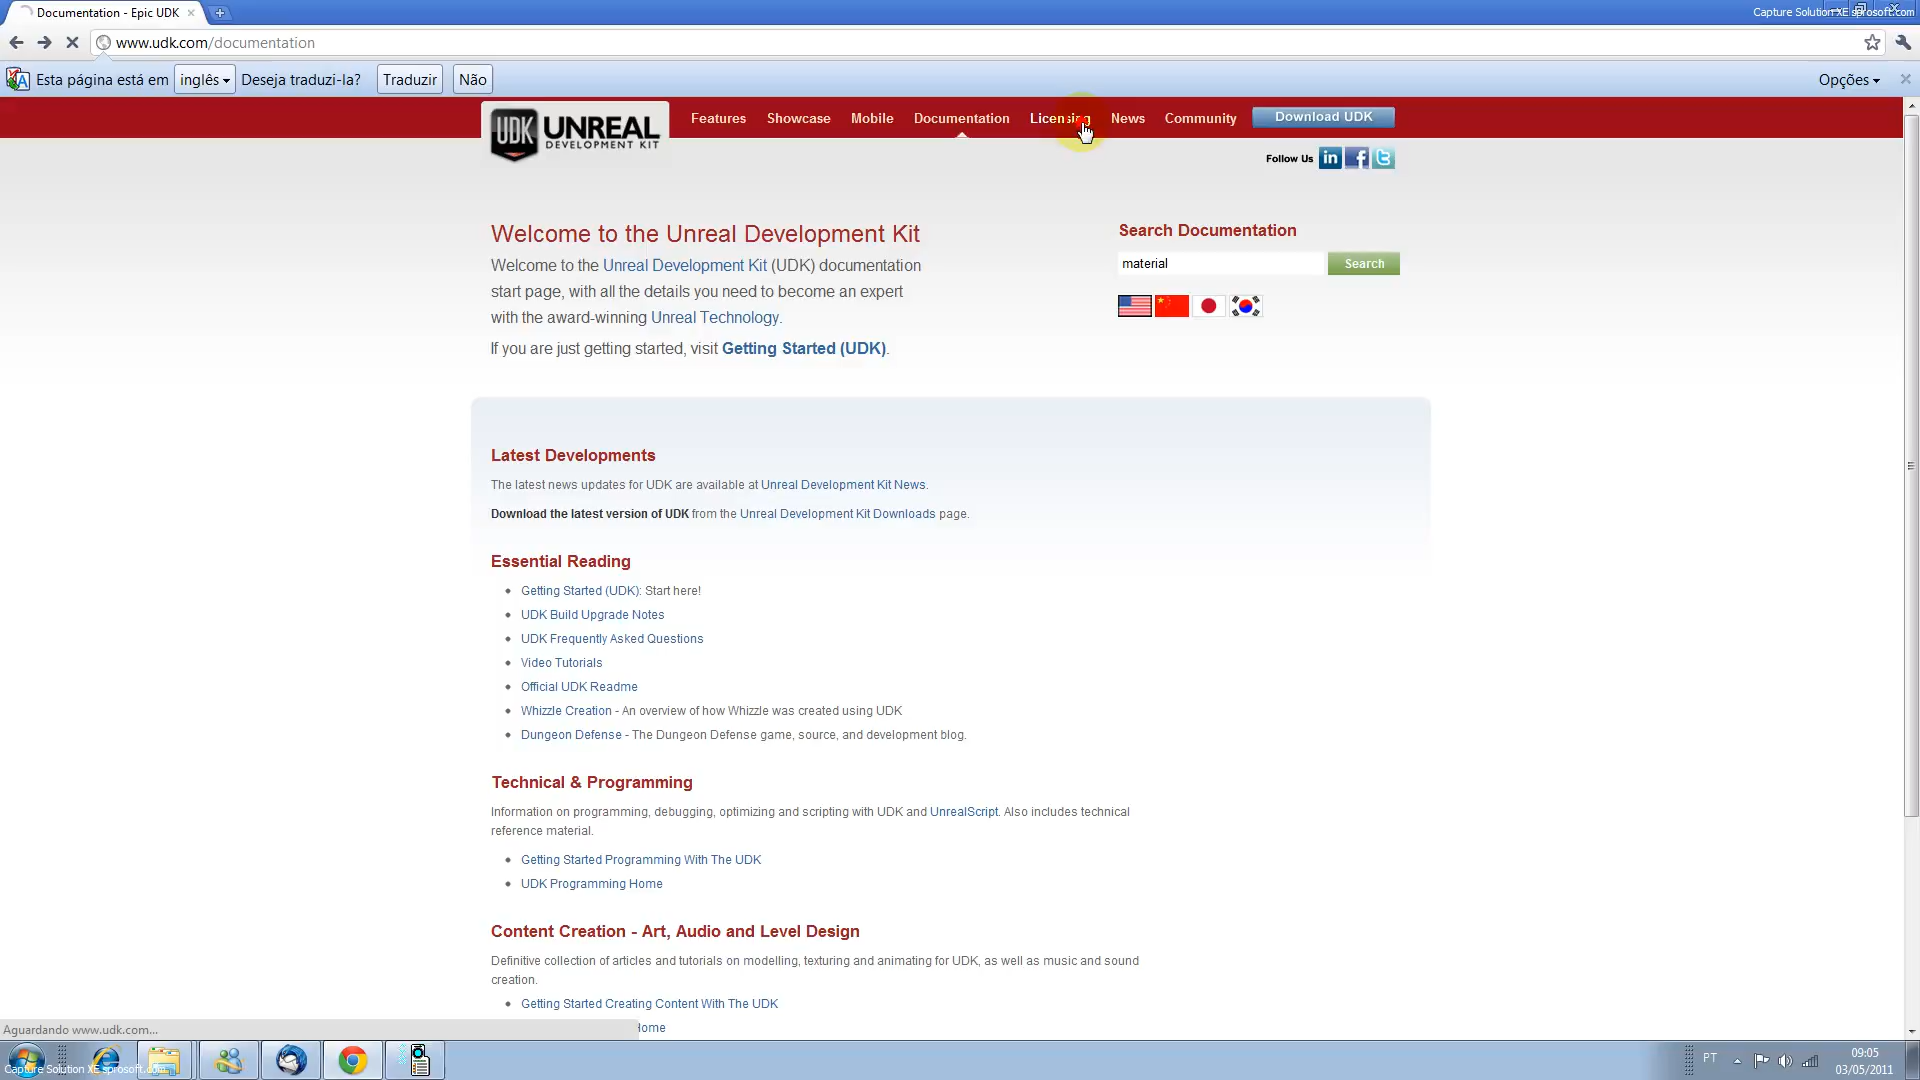 Documentation - Epic UDK
Capture Solution XE sprosoft.com
www.udk.com/documentation
Esta página está em inglês Deseja traduzi-la? Traduzir Não Opções
UDK UNREAL DEVELOPMENT KIT
Features Showcase Mobile Documentation Licensing News Community Download UDK
Follow Us
Welcome to the Unreal Development Kit
Welcome to the Unreal Development Kit (UDK) documentation
start page, with all the details you need to become an expert
with the award-winning Unreal Technology.
If you are just getting started, visit Getting Started (UDK).
Search Documentation
material Search
Latest Developments
The latest news updates for UDK are available at Unreal Development Kit News.
Download the latest version of UDK from the Unreal Development Kit Downloads page.
Essential Reading
Getting Started (UDK): Start here!
UDK Build Upgrade Notes
UDK Frequently Asked Questions
Video Tutorials
Official UDK Readme
Whizzle Creation - An overview of how Whizzle was created using UDK
Dungeon Defense - The Dungeon Defense game, source, and development blog.
Technical & Programming
Information on programming, debugging, optimizing and scripting with UDK and UnrealScript. Also includes technical
reference material.
Getting Started Programming With The UDK
UDK Programming Home
Content Creation - Art, Audio and Level Design
Definitive collection of articles and tutorials on modelling, texturing and animating for UDK, as well as music and sound
creation.
Getting Started Creating Content With The UDK
Home
Aguardando www.udk.com...
Capture Solution XE sprosoft.com
PT
09:05
03/05/2011